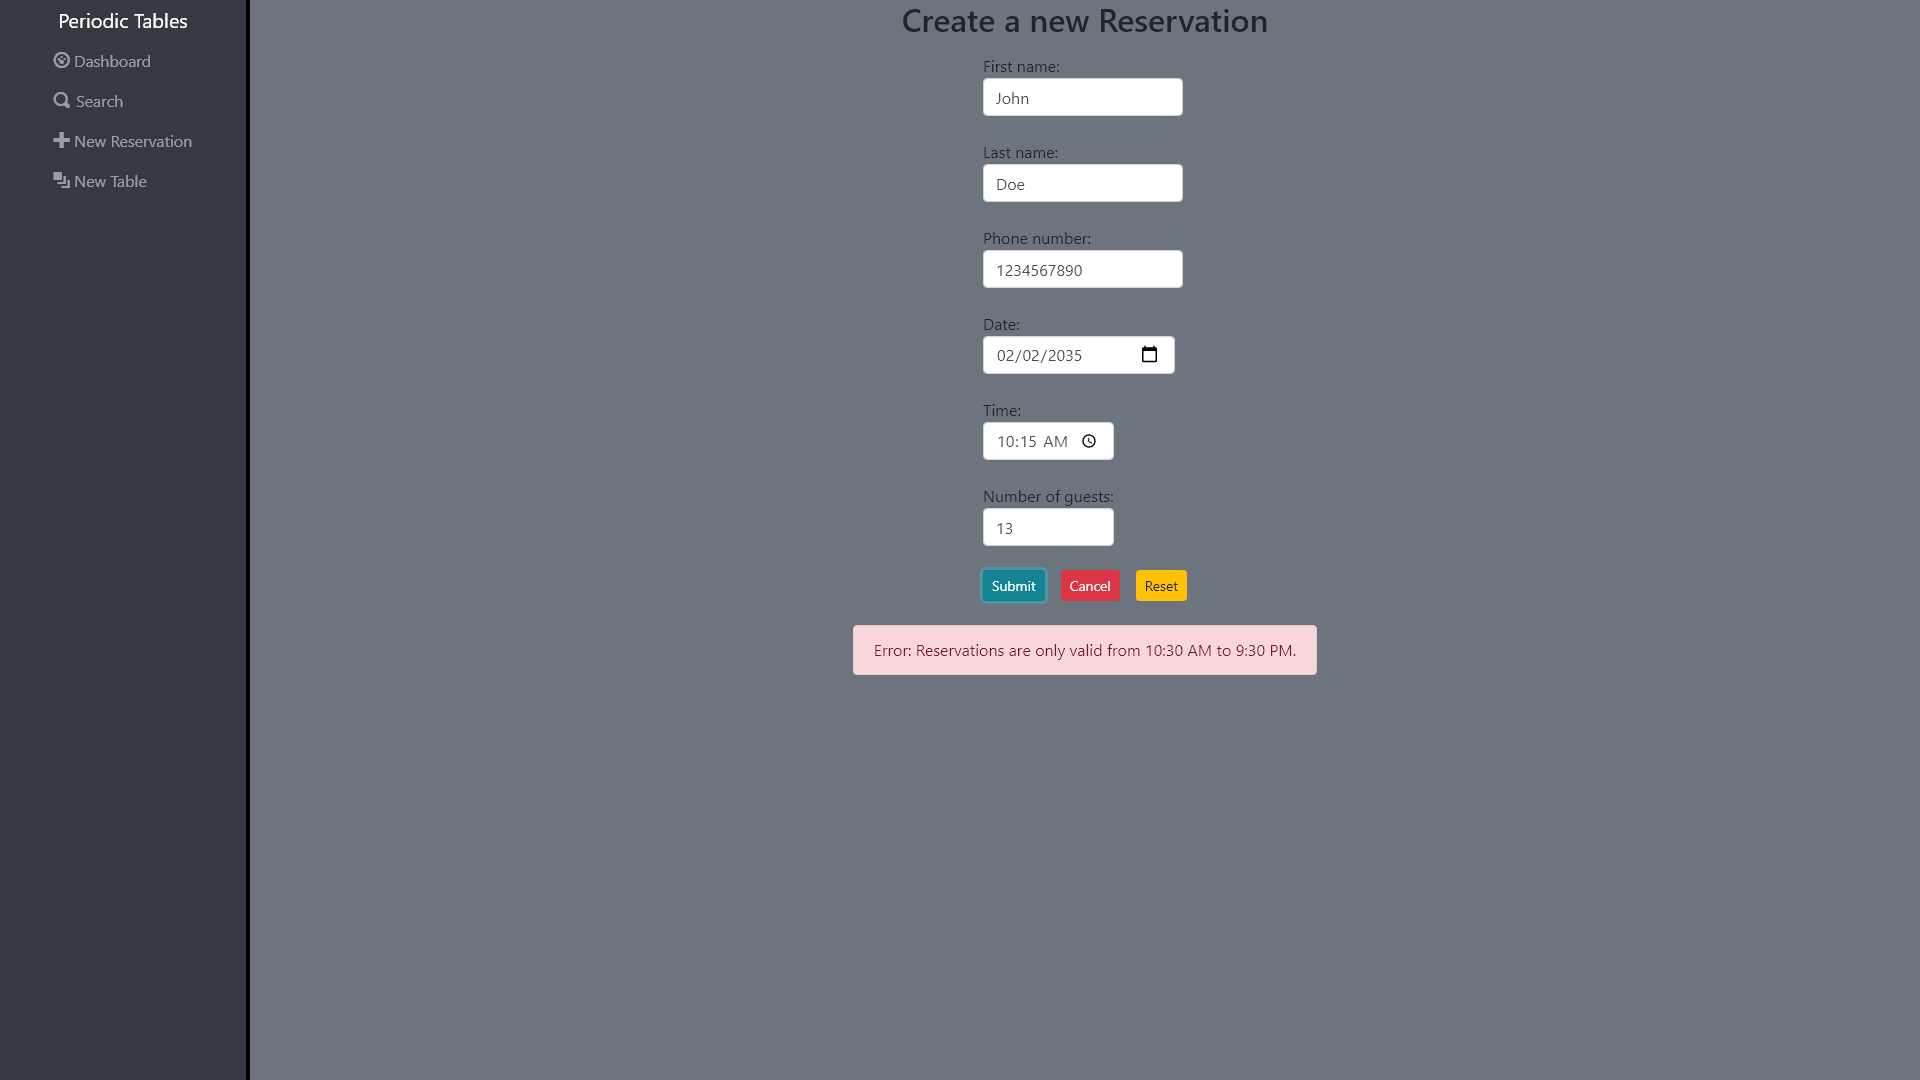 Periodic Tables
Dashboard
Search
New Reservation
New Table
Create a new Reservation
First name:
John
Last name:
Doe
Phone number:
1234567890
Date:
02/02/2035
Time:
10:15 AM
Number of guests:
13
Submit Cancel Reset
Error: Reservations are only valid from 10:30 AM to 9:30 PM.